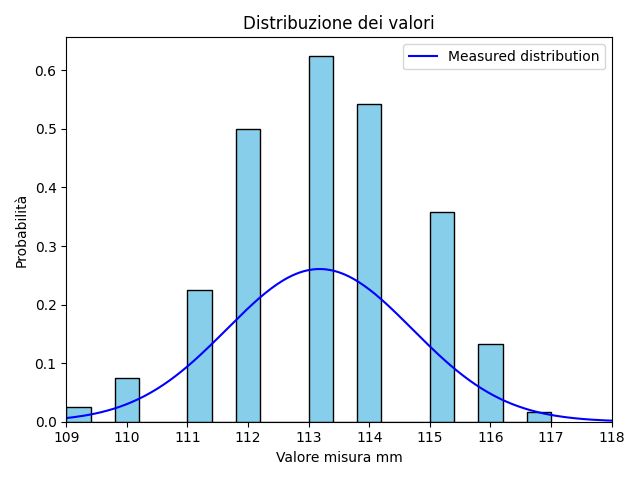 Distribuzione dei valori
Measured distribution
Probabilità
0.6
0.5
0.4
0.3
0.2
0.1
0.0
109 110 111 112 113 114 115 116 117 118
Valore misura mm